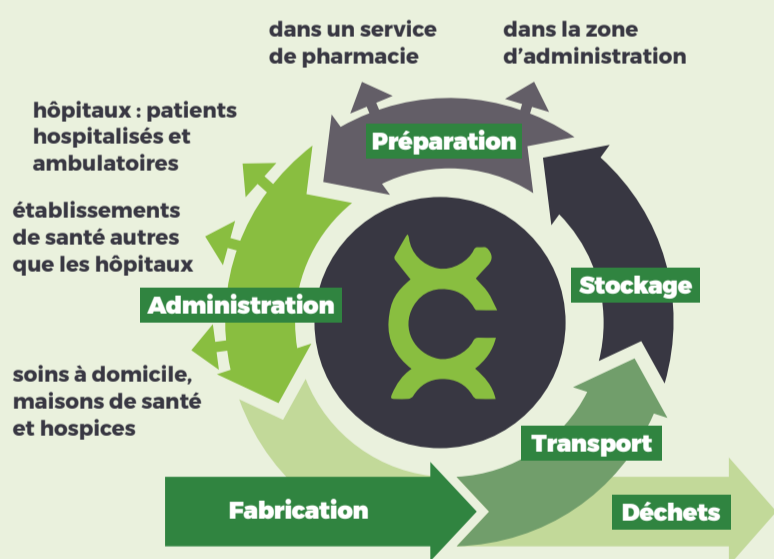 dans un service
de pharmacie
dans la zone
d’administration
hôpitaux : patients
hospitalisés et
ambulatoires
Préparation
établissements
de santé autres
que les hôpitaux
Stockage
Administration
soins à domicile,
maisons de santé
et hospices
Transport
Fabrication
Déchets